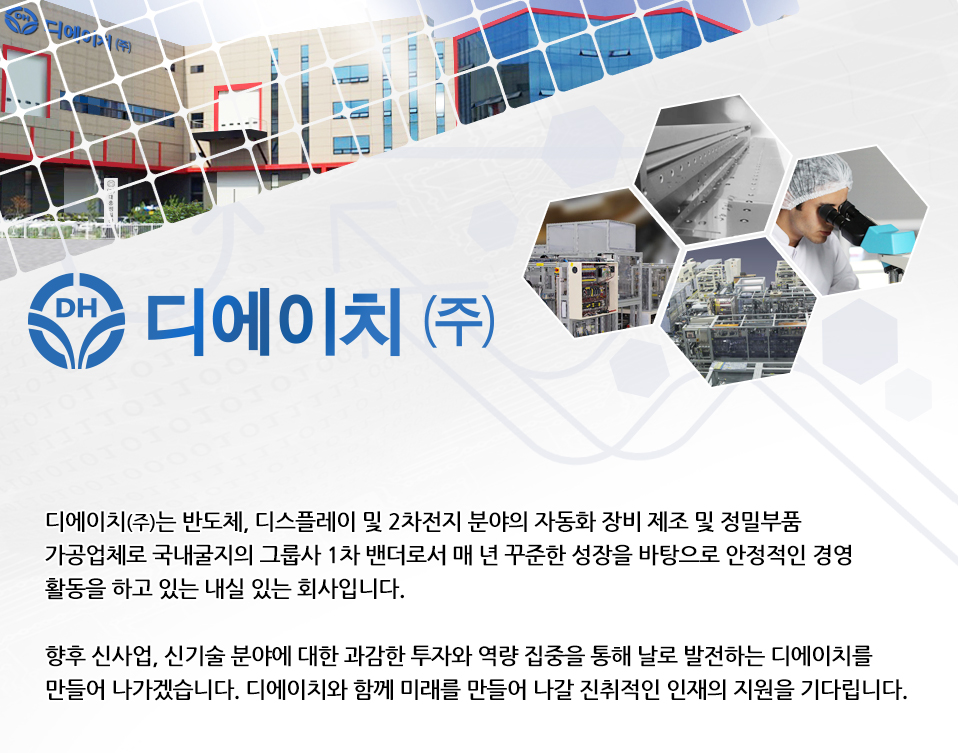 DH 디에이치 (주)
DH 디에이치 (주)
디에이치(주)는 반도체, 디스플레이 및 2차전지 분야의 자동화 장비 제조 및 정밀부품
가공업체로 국내굴지의 그룹사 1차 밴더로서 매 년 꾸준한 성장을 바탕으로 안정적인 경영
활동을 하고 있는 내실 있는 회사입니다.
향후 신사업, 신기술 분야에 대한 과감한 투자와 역량 집중을 통해 날로 발전하는 디에이치를
만들어 나가겠습니다. 디에이치와 함께 미래를 만들어 나갈 진취적인 인재의 지원을 기다립니다.